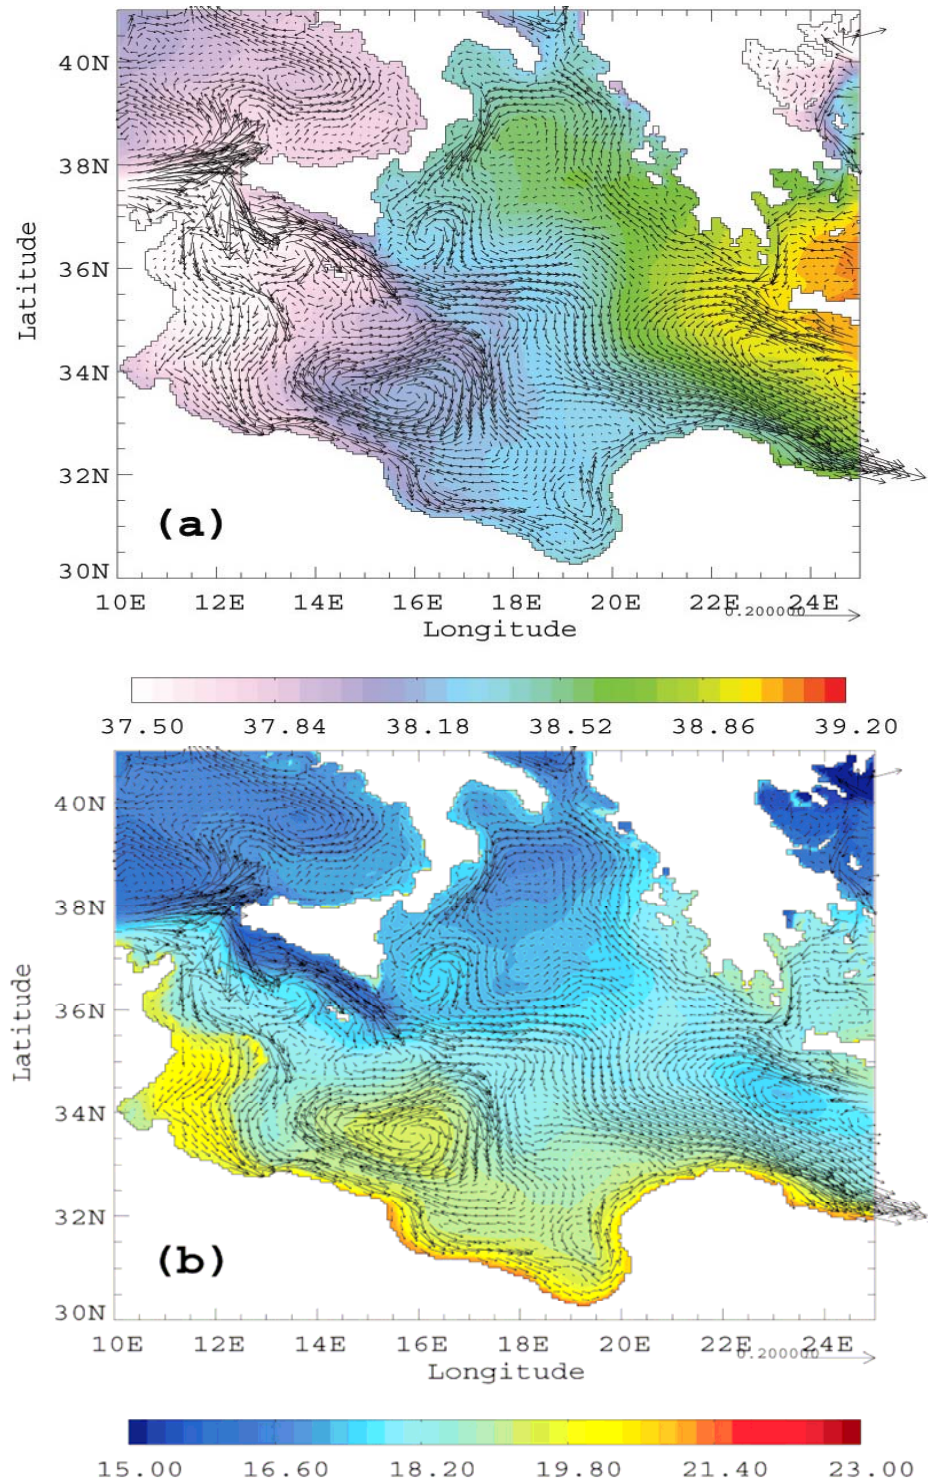 40N
38N
36N
34N
32N
30N
Latitude
(a)
10E 12E 14E 16E 18E 20E 22E 24E
0.200000
Longitude
37.50 37.84 38.18 38.52 38.86 39.20
40N
38N
36N
34N
32N
30N
Latitude
(b)
10E 12E 14E 16E 18E 20E 22E 24E
0.200000
Longitude
15.00 16.60 18.20 19.80 21.40 23.00